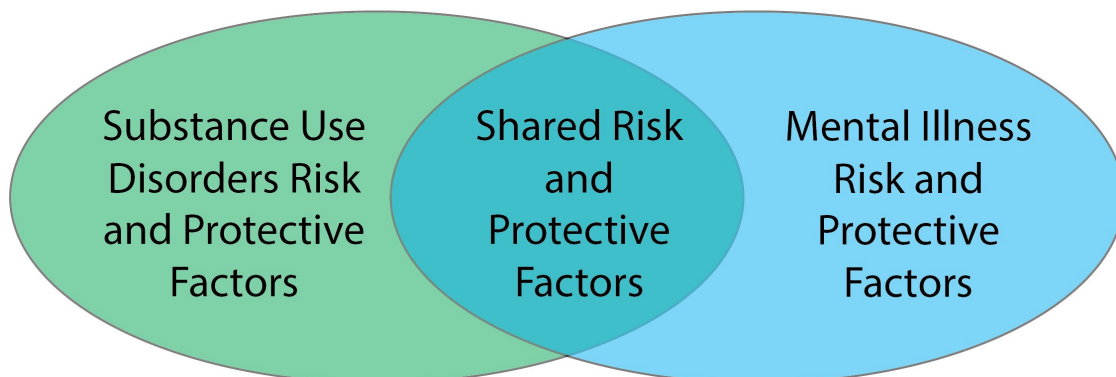 Substance Use
Disorders Risk
and Protective
Factors
Shared Risk
and
Protective
Factors
Mental Illness
Risk and
Protective
Factors